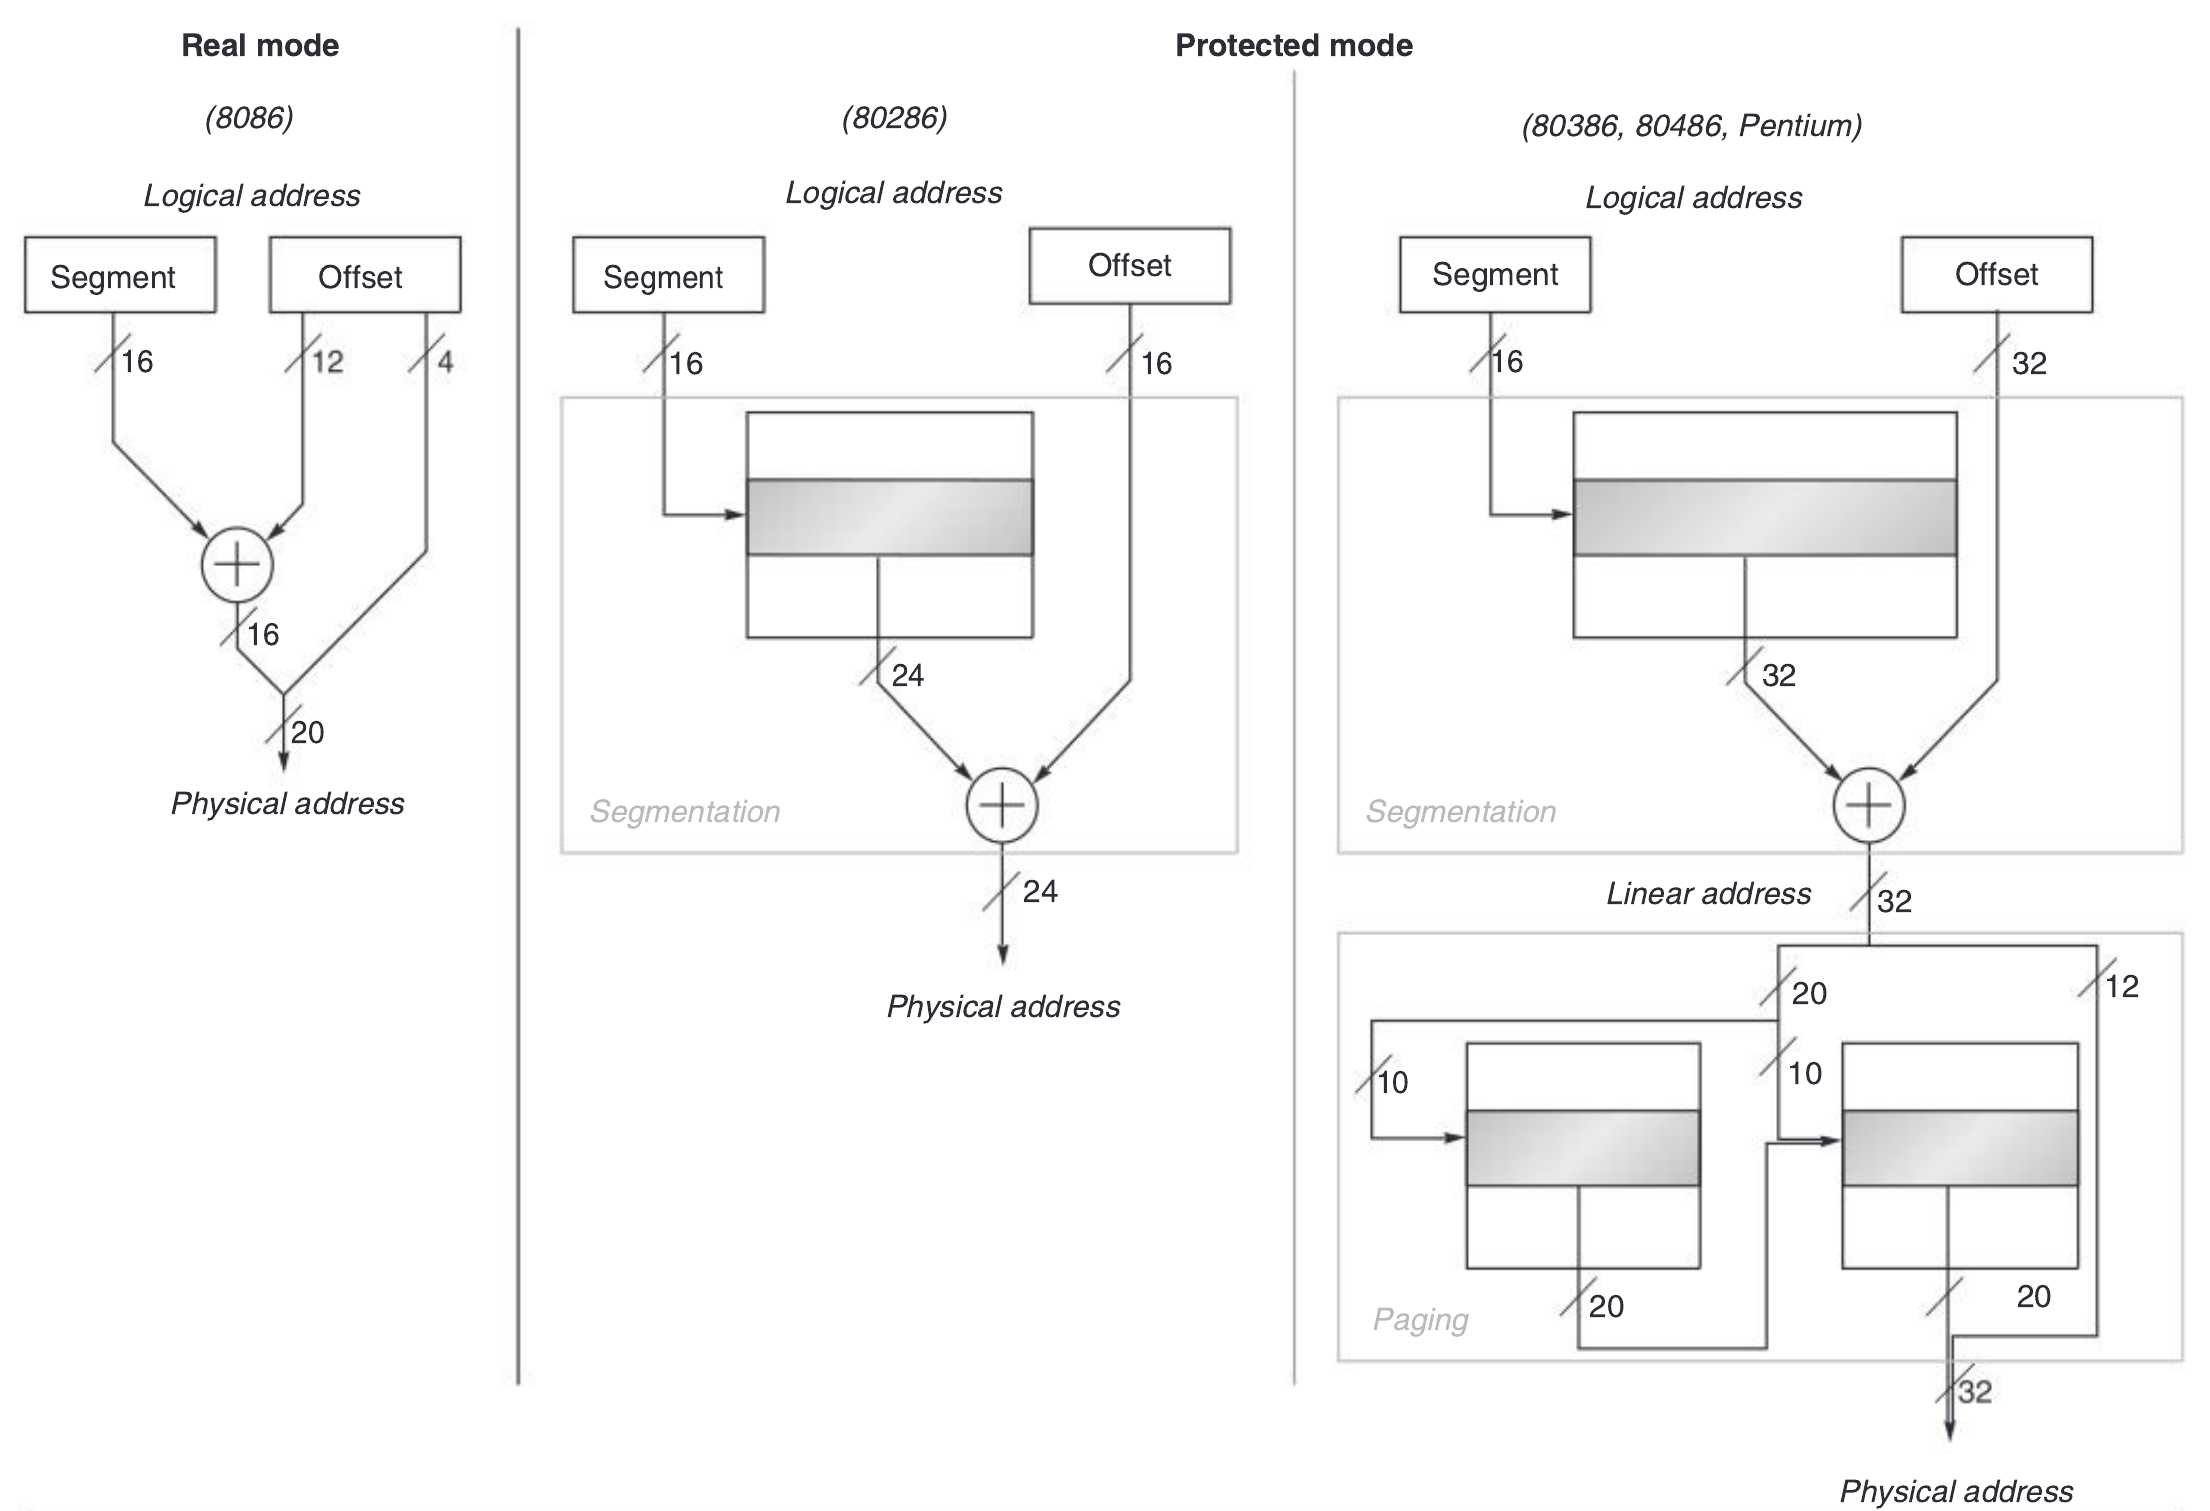 Real mode
(8086)
Logical address
Segment
Offset
16
12
4
16
20
Physical address
Protected mode
(80286)
Logical address
Segment
Offset
16
16
24
Segmentation
24
Physical address
(80386, 80486, Pentium)
Logical address
Segment
Offset
16
32
32
Segmentation
Linear address
32
20
12
10
10
20
20
Paging
32
Physical address